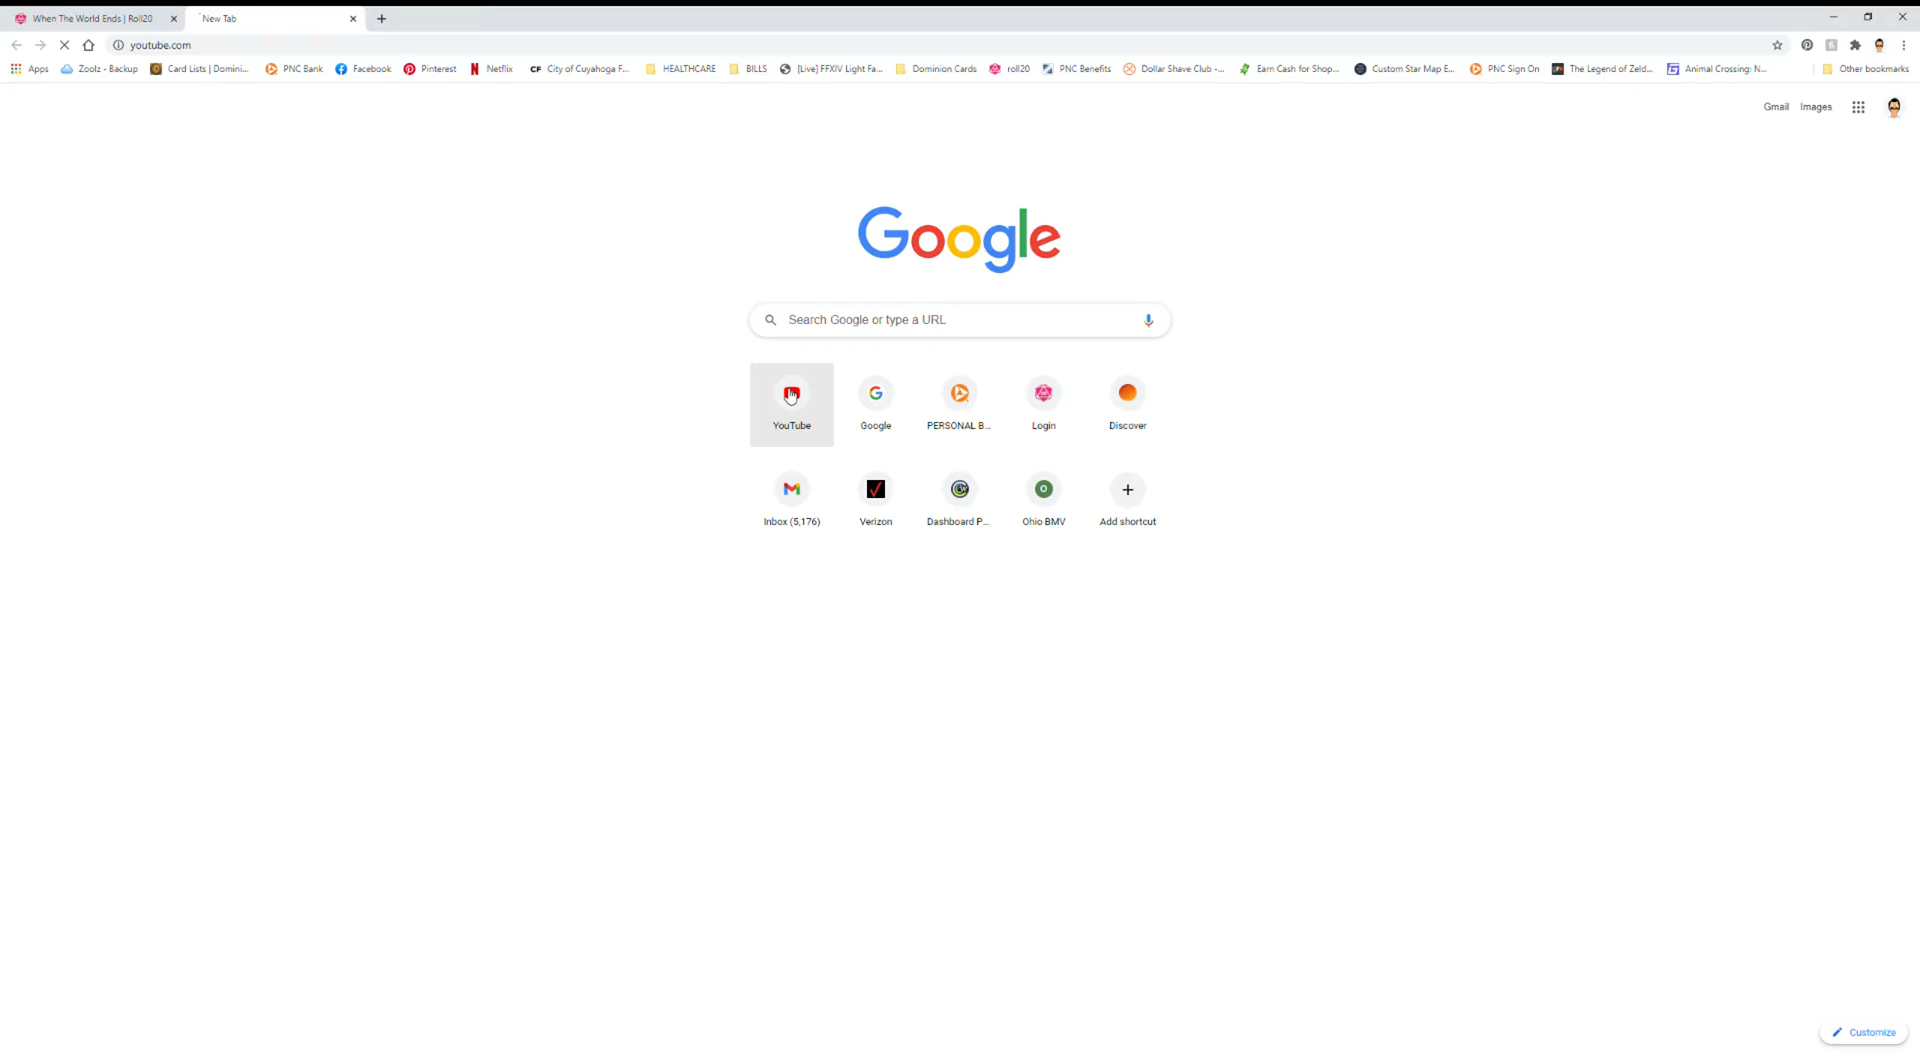 When The World Ends | Roll20
New Tab
youtube.com
Apps Zoolz - Backup Card Lists | Domini... PNC Bank Facebook Pinterest Netflix CF City of Cuyahoga F... HEALTHCARE BILLS [Live] FFXIV Light Fa... Dominion Cards roll20 PNC Benefits Dollar Shave Club -... Earn Cash for Shop... Custom Star Map E... PNC Sign On The Legend of Zeld... Animal Crossing: N... Other bookmarks
Gmail Images
Google
Search Google or type a URL
YouTube Google PERSONAL B... Login Discover
Inbox (5,176) Verizon Dashboard P... Ohio BMV Add shortcut
Customize